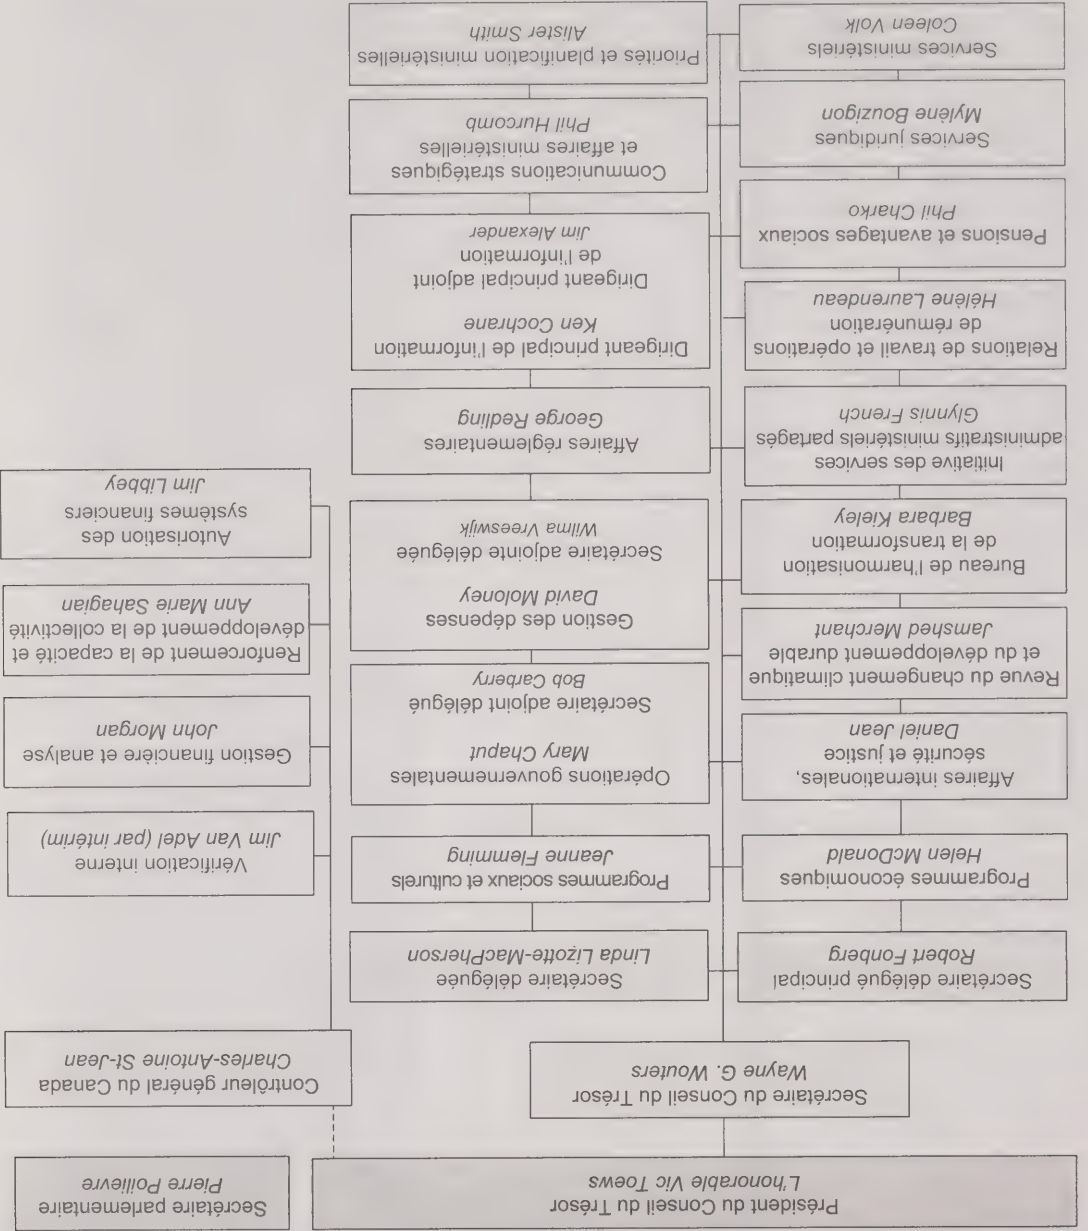 Président du Conseil du Trésor
L'honorable Vic Toews
Secrétaire parlementaire
Pierre Poilievre
Secrétaire du Conseil du Trésor
Wayne G. Wouters
Contrôleur général du Canada
Charles-Antoine St-Jean
Secrétaire délégué principal
Robert Fonberg
Secrétaire déléguée
Linda Lizotte-MacPherson
Programmes économiques
Helen McDonald
Programmes sociaux et culturels
Jeanne Flemming
Vérification interne
Jim Van Adel (par intérim)
Affaires internationales,
sécurité et justice
Daniel Jean
Opérations gouvernementales
Mary Chaput
Secrétaire adjoint délégué
Bob Carberry
Gestion financière et analyse
John Morgan
Revue du changement climatique
et du développement durable
Jamshed Merchant
Gestion des dépenses
David Moloney
Secrétaire adjointe déléguée
Wilma Vreeswijk
Renforcement de la capacité et
développement de la collectivité
Ann Marie Sahagian
Bureau de l'harmonisation
de la transformation
Barbara Kieley
Autorisation des
systèmes financiers
Jim Libbey
Initiative des services
administratifs ministériels partagés
Glynnis French
Affaires réglementaires
George Redling
Relations de travail et opérations
de rémunération
Hélène Laurendeau
Dirigeant principal de l'information
Ken Cochrane
Dirigeant principal adjoint
de l'information
Jim Alexander
Pensions et avantages sociaux
Phil Charko
Services juridiques
Mylène Bouzigon
Communications stratégiques
et affaires ministérielles
Phil Hurcomb
Services ministériels
Coleen Volk
Priorités et planification ministérielles
Alister Smith